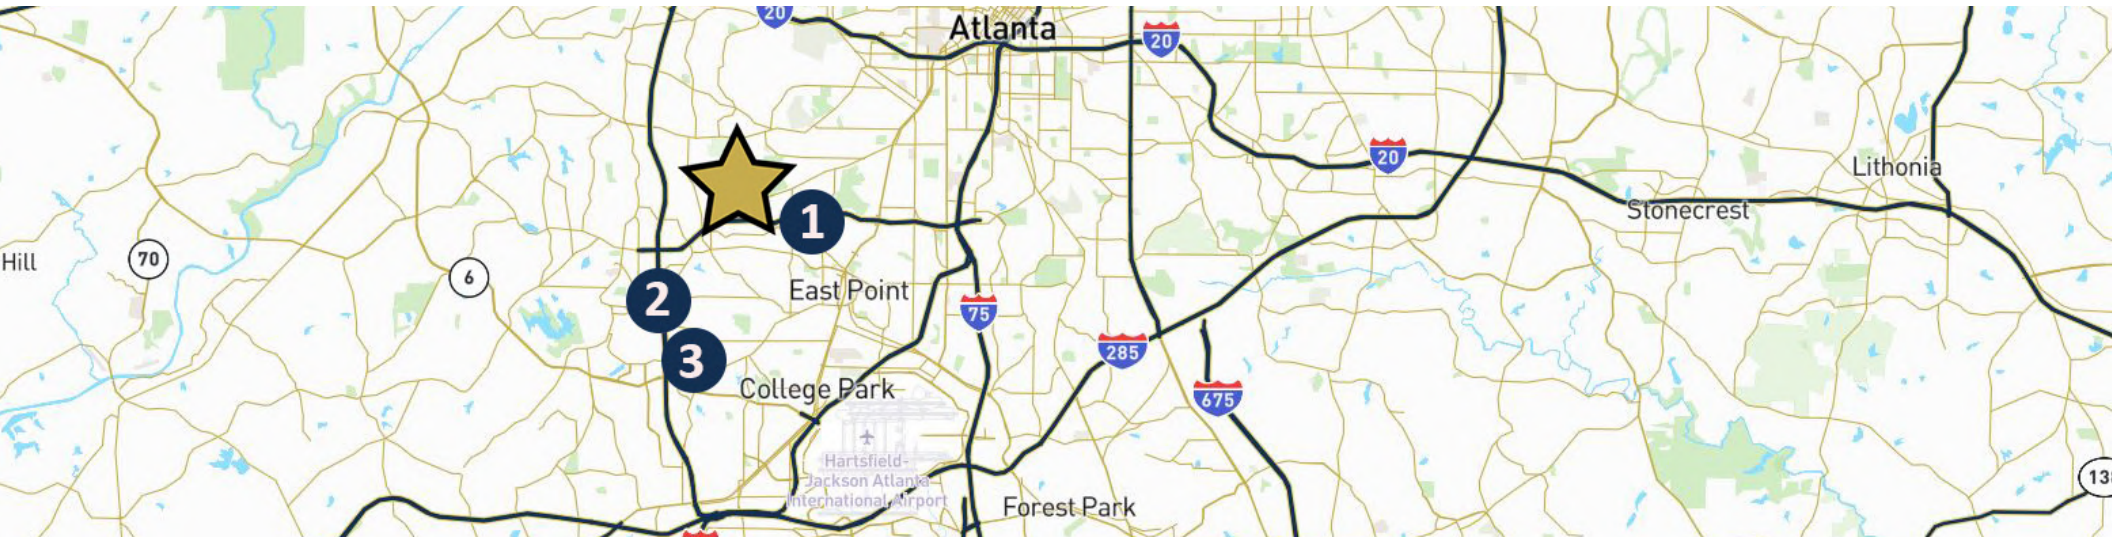 20
Atlanta
20
20
Lithonia
Stonecrest
1
Hill
70
6
East Point
2
75
285
3
College Park
675
Hartsfield-
Jackson Atlanta
International Airport
Forest Park